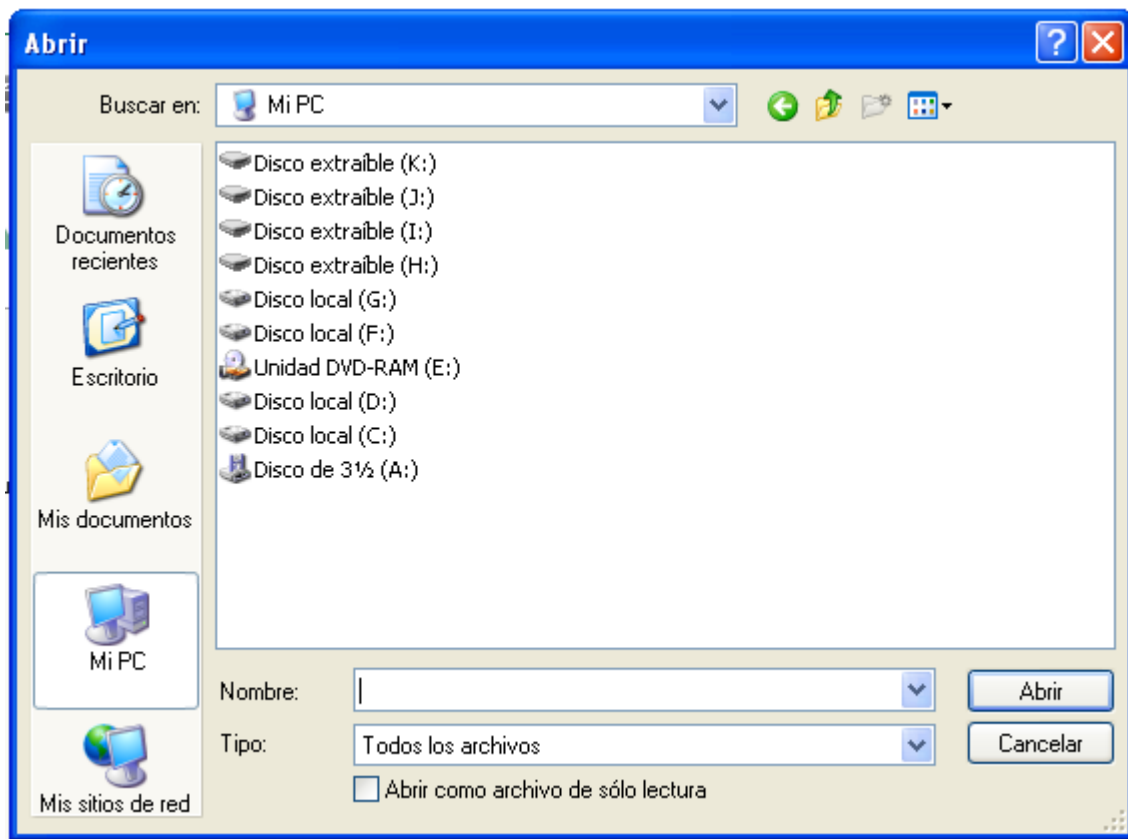 Abrir
Buscar en: Mi PC
Documentos
recientes
Escritorio
Mis documentos
Mi PC
Mis sitios de red
Disco extraíble (K:)
Disco extraíble (J:)
Disco extraíble (I:)
Disco extraíble (H:)
Disco local (G:)
Disco local (F:)
Unidad DVD-RAM (E:)
Disco local (D:)
Disco local (C:)
Disco de 3½ (A:)
Nombre: Abrir
Tipo: Todos los archivos Cancelar
Abrir como archivo de sólo lectura